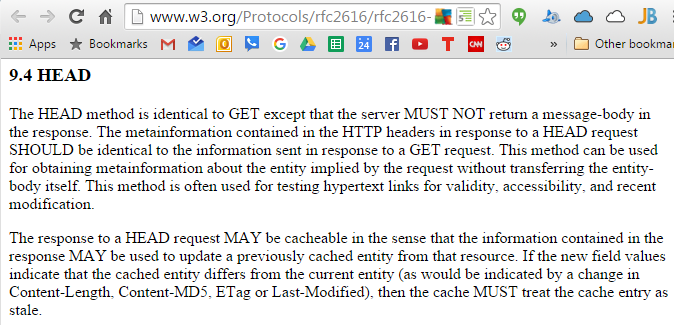 www.w3.org/Protocols/rfc2616/rfc2616-
JB
Apps
Bookmarks
24
CNN
»
Other bookmar
9.4 HEAD
The HEAD method is identical to GET except that the server MUST NOT return a message-body in
the response. The metainformation contained in the HTTP headers in response to a HEAD request
SHOULD be identical to the information sent in response to a GET request. This method can be used
for obtaining metainformation about the entity implied by the request without transferring the entity-
body itself. This method is often used for testing hypertext links for validity, accessibility, and recent
modification.
The response to a HEAD request MAY be cacheable in the sense that the information contained in the
response MAY be used to update a previously cached entity from that resource. If the new field values
indicate that the cached entity differs from the current entity (as would be indicated by a change in
Content-Length, Content-MD5, ETag or Last-Modified), then the cache MUST treat the cache entry as
stale.